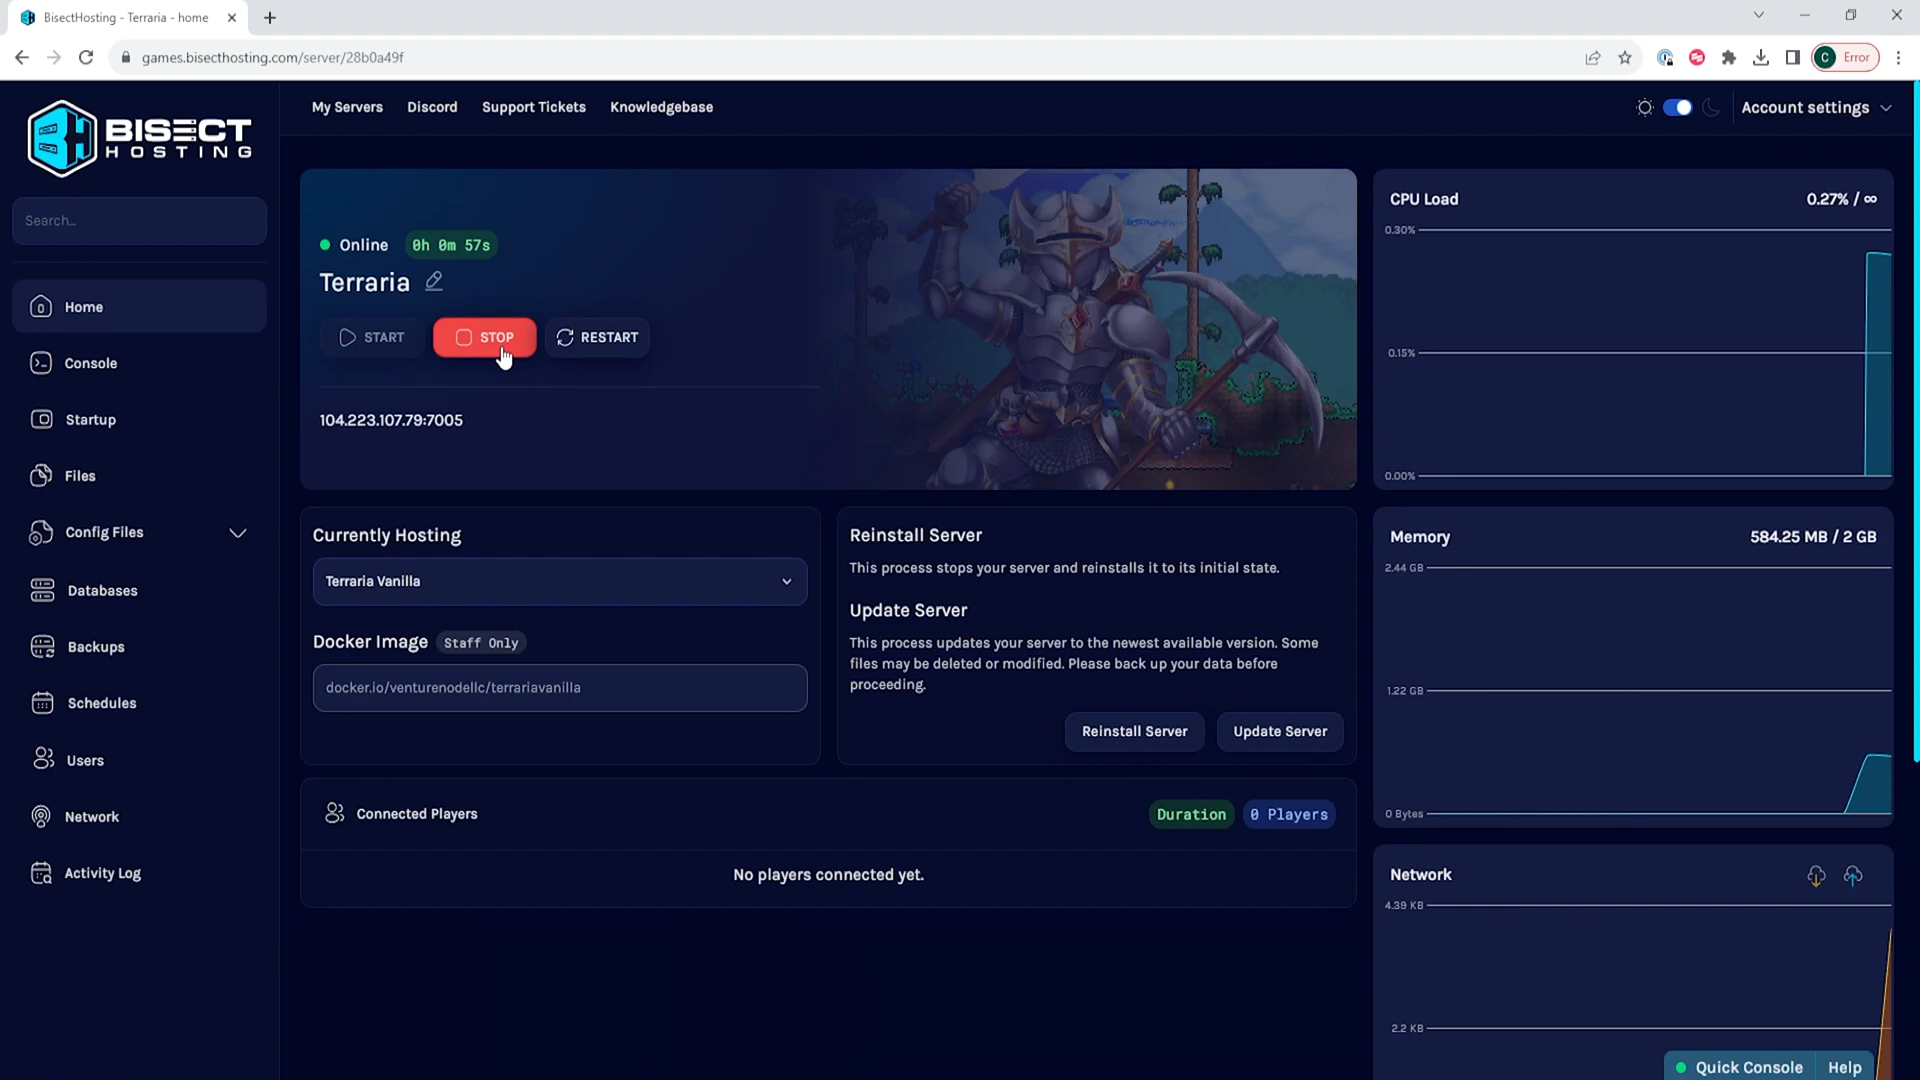 BisectHosting - Terraria - home
games.bisecthosting.com/server/28b0a49f
C
Error
BISECT
HOSTING
My Servers
Discord
Support Tickets
Knowledgebase
Account settings
Search...
Home
Console
Startup
Files
Config Files
Databases
Backups
Schedules
Users
Network
Activity Log
Online
0h 0m 57s
Terraria
START
STOP
RESTART
104.223.107.79:7005
Currently Hosting
Terraria Vanilla
Docker Image
Staff Only
docker.io/venturenodellc/terrariavanilla
Reinstall Server
This process stops your server and reinstalls it to its initial state.
Update Server
This process updates your server to the newest available version. Some
files may be deleted or modified. Please back up your data before
proceeding.
Reinstall Server
Update Server
Connected Players
Duration
0 Players
No players connected yet.
CPU Load
0.27% / ∞
0.30%
0.15%
0.00%
Memory
584.25 MB / 2 GB
2.44 GB
1.22 GB
0 Bytes
Network
4.39 KB
2.2 KB
Quick Console
Help